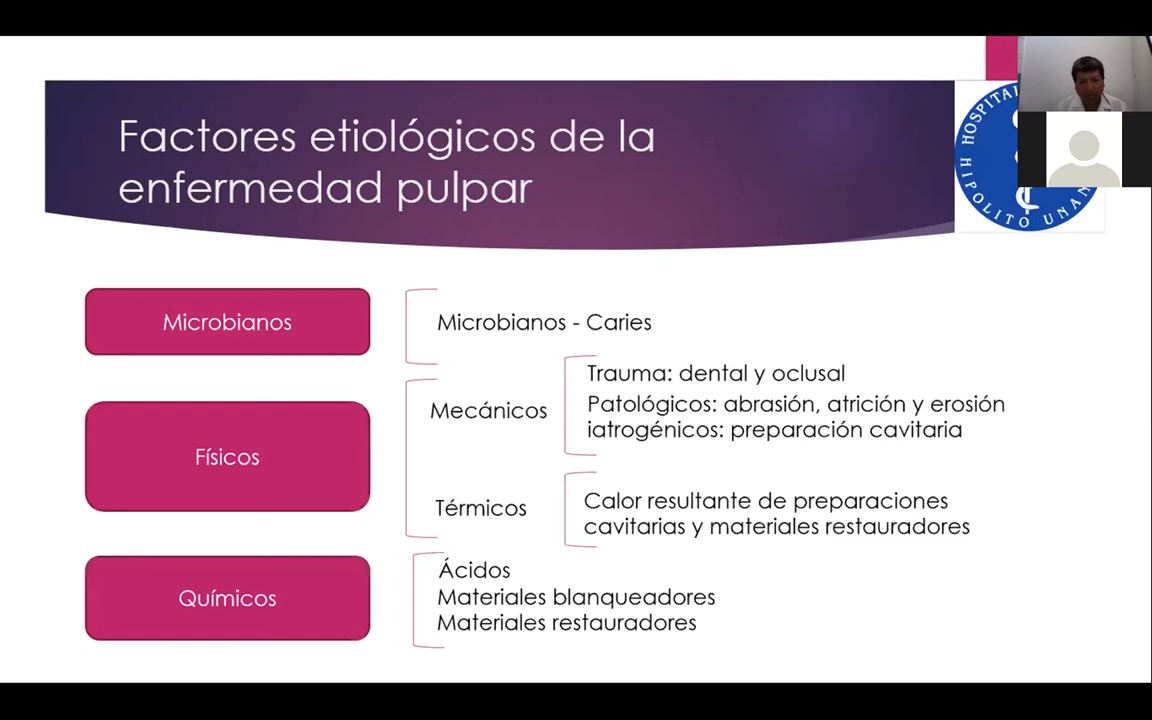 Factores etiológicos de la
enfermedad pulpar
HOSPITAL
HIPOLITO UNAN
Microbianos
Microbianos - Caries
Físicos
Mecánicos
Trauma: dental y oclusal
Patológicos: abrasión, atrición y erosión
iatrogénicos: preparación cavitaria
Térmicos
Calor resultante de preparaciones
cavitarias y materiales restauradores
Químicos
Ácidos
Materiales blanqueadores
Materiales restauradores